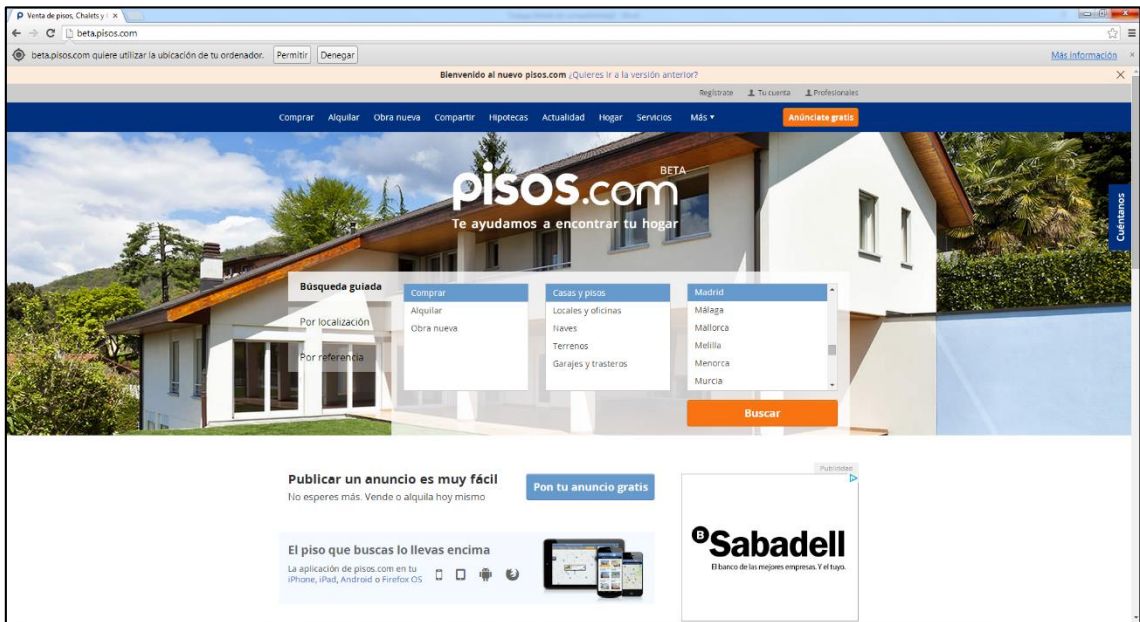 Venta de pisos, Chalets y
beta.pisos.com
beta.pisos.com quiere utilizar la ubicación de tu ordenador. Permitir Denegar Más información
Bienvenido al nuevo pisos.com ¿Quieres ir a la versión anterior?
Regístrate Tu cuenta Profesionales
Comprar Alquilar Obra nueva Compartir Hipotecas Actualidad Hogar Servicios Más Anúnciate gratis
BETA
pisos.com
Te ayudamos a encontrar tu hogar
Cuéntanos
Búsqueda guiada
Por localización
Por referencia
Comprar
Alquilar
Obra nueva
Casas y pisos
Locales y oficinas
Naves
Terrenos
Garajes y trasteros
Madrid
Málaga
Mallorca
Melilla
Menorca
Murcia
Buscar
Publicar un anuncio es muy fácil
No esperes más. Vende o alquila hoy mismo
Pon tu anuncio gratis
El piso que buscas lo llevas encima
La aplicación de pisos.com en tu
iPhone, iPad, Android o Firefox OS
Publicidad
B Sabadell
El banco de las mejores empresas. Y el tuyo.